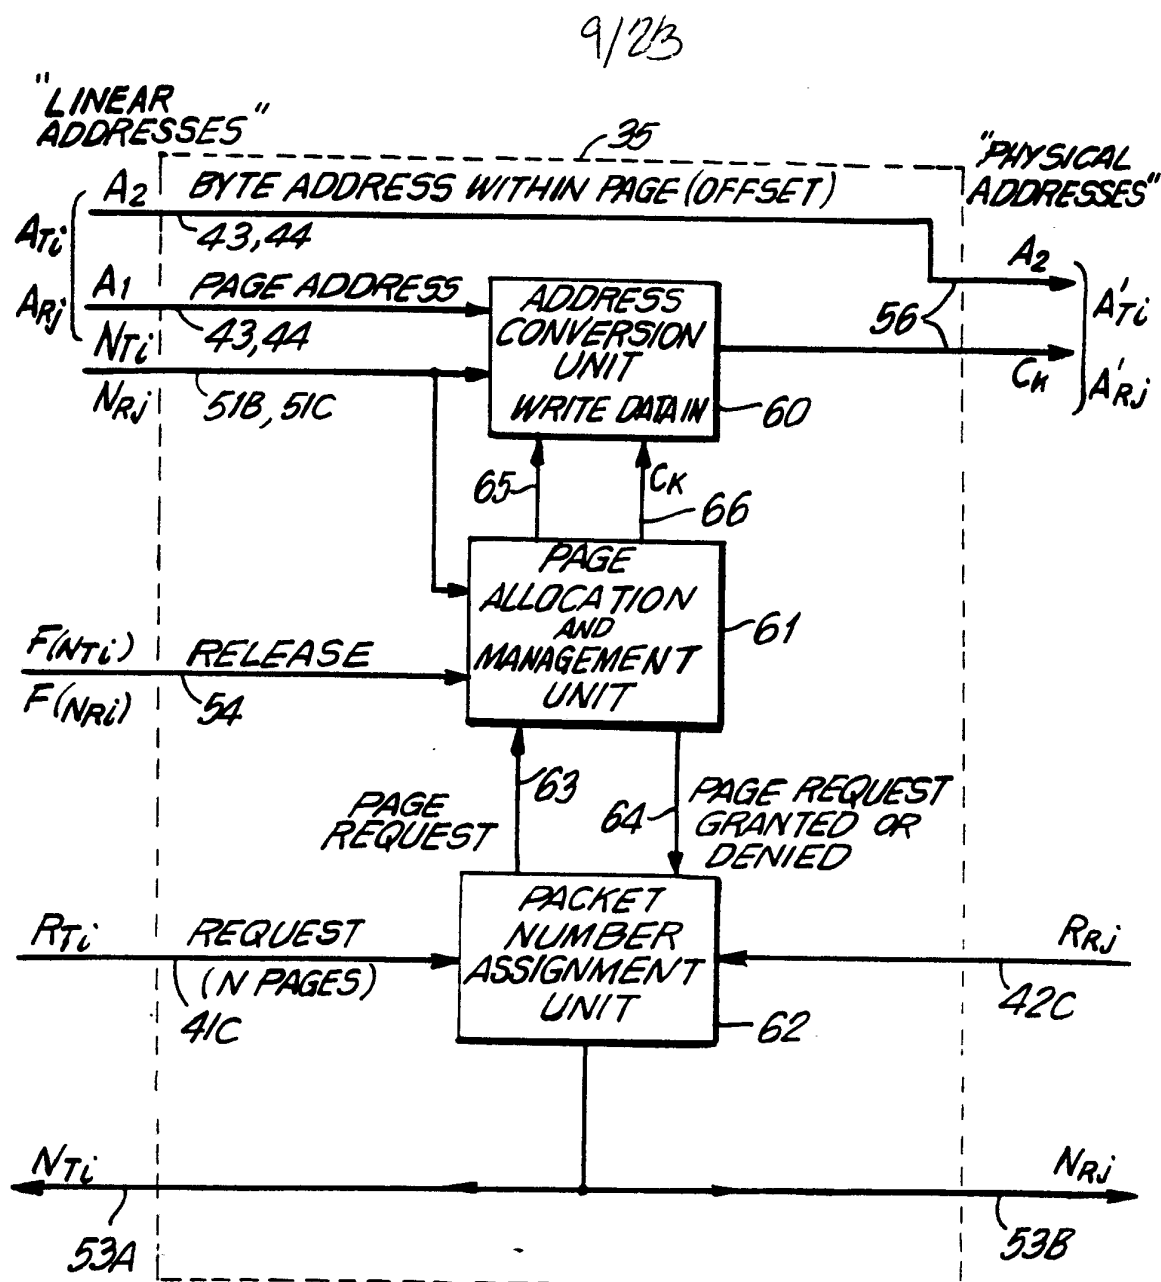 9/23
"LINEAR
ADDRESSES"
35
"PHYSICAL
ADDRESSES"
A2 BYTE ADDRESS WITHIN PAGE (OFFSET)
43,44
ATi
ARj
A1 PAGE ADDRESS
43,44
NTi
NRj
51B, 51C
ADDRESS
CONVERSION
UNIT
WRITE DATA IN
60
A2
56
CK
A'Ti
A'Rj
65
CK
66
PAGE
ALLOCATION
AND
MANAGEMENT
UNIT
61
F(NTi)
F(NRi)
RELEASE
54
PAGE
REQUEST
63
64
PAGE REQUEST
GRANTED OR
DENIED
PACKET
NUMBER
ASSIGNMENT
UNIT
62
RTi
REQUEST
(N PAGES)
41C
RRj
42C
NTi
53A
NRj
53B